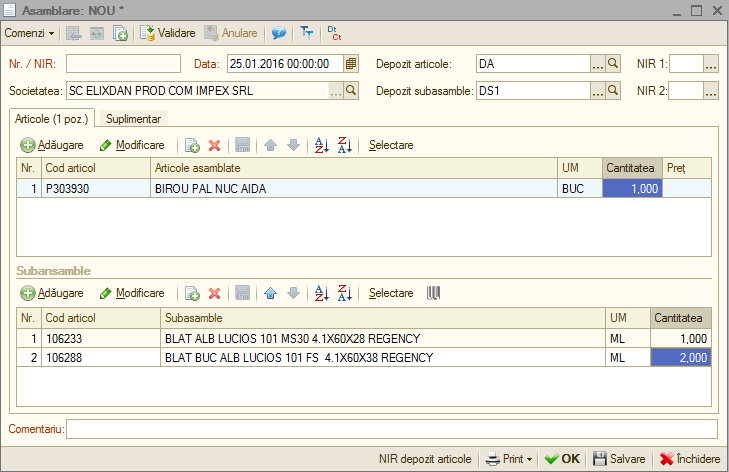 Asamblare: NOU *
Comenzi Validare Anulare Dt Ct
Nr. / NIR: Data: 25.01.2016 00:00:00 Depozit articole: DA ... NIR 1: ...
Societatea: SC ELIXDAN PROD COM IMPEX SRL ... Depozit subasamble: DS1 ... NIR 2: ...
Articole (1 poz.) Suplimentar
Adăugare Modificare Selectare
Nr. Cod articol Articole asamblate UM Cantitatea Preț
1 P303930 BIROU PAL NUC AIDA BUC 1,000
Subansamble
Adăugare Modificare Selectare
Nr. Cod articol Subasamble UM Cantitatea
1 106233 BLAT ALB LUCIOS 101 MS30 4.1X60X28 REGENCY ML 1,000
2 106288 BLAT BUC ALB LUCIOS 101 FS 4.1X60X38 REGENCY ML 2,000
Comentariu:
NIR depozit articole Print OK Salvare Închidere